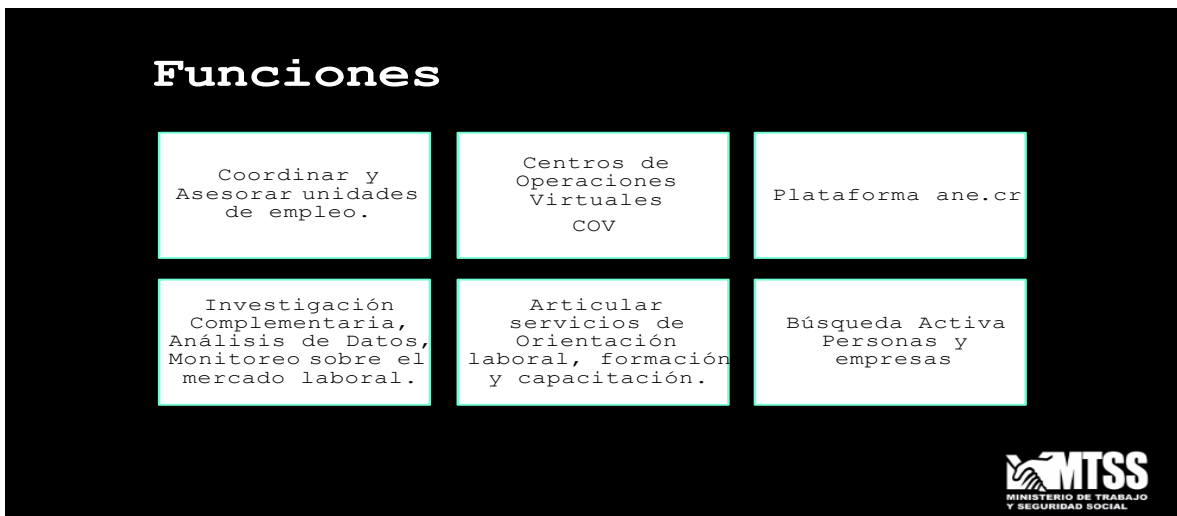 Funciones
Coordinar y
Asesorar unidades
de empleo.
Centros de
Operaciones
Virtuales
COV
Plataforma ane.cr
Investigación
Complementaria,
Análisis de Datos,
Monitoreo sobre el
mercado laboral.
Articular
servicios de
Orientación
laboral, formación
y capacitación.
Búsqueda Activa
Personas y
empresas
MTSS
MINISTERIO DE TRABAJO
Y SEGURIDAD SOCIAL